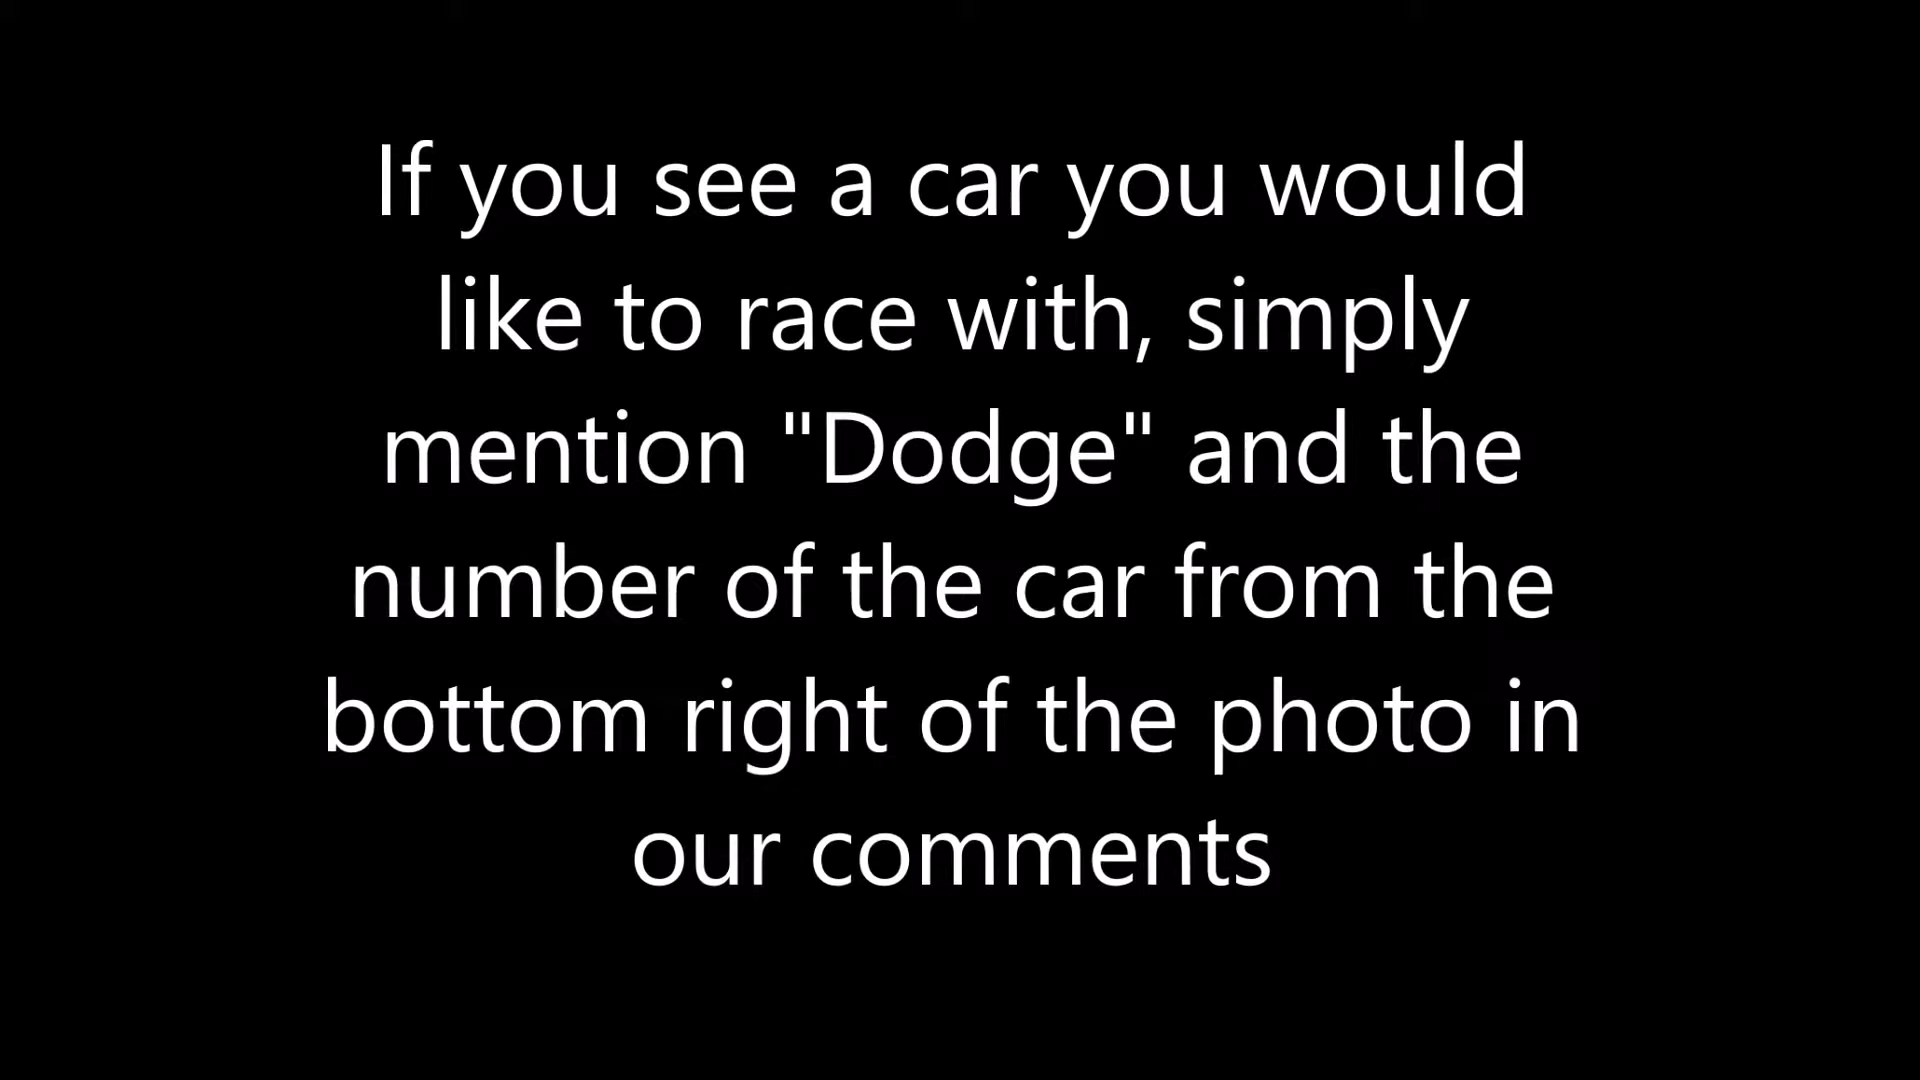 If you see a car you would
like to race with, simply
mention "Dodge" and the
number of the car from the
bottom right of the photo in
our comments